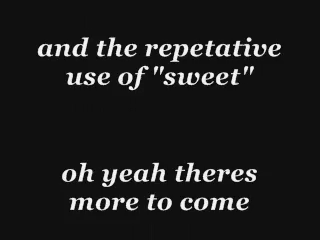 and the repetative
use of "sweet"
oh yeah theres
more to come